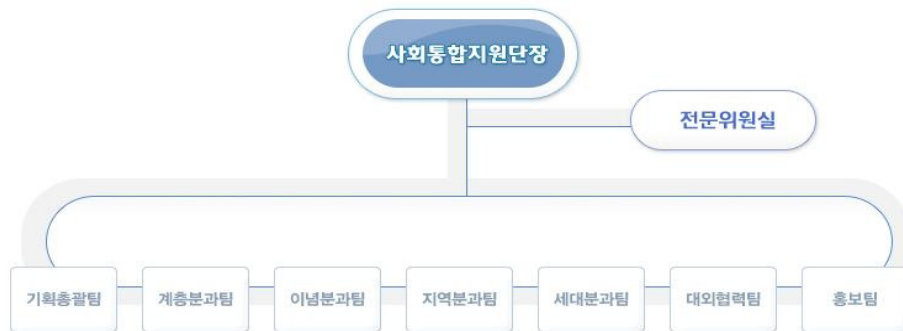 사회통합지원단장
전문위원실
기획총괄팀
계층분과팀
이념분과팀
지역분과팀
세대분과팀
대외협력팀
홍보팀